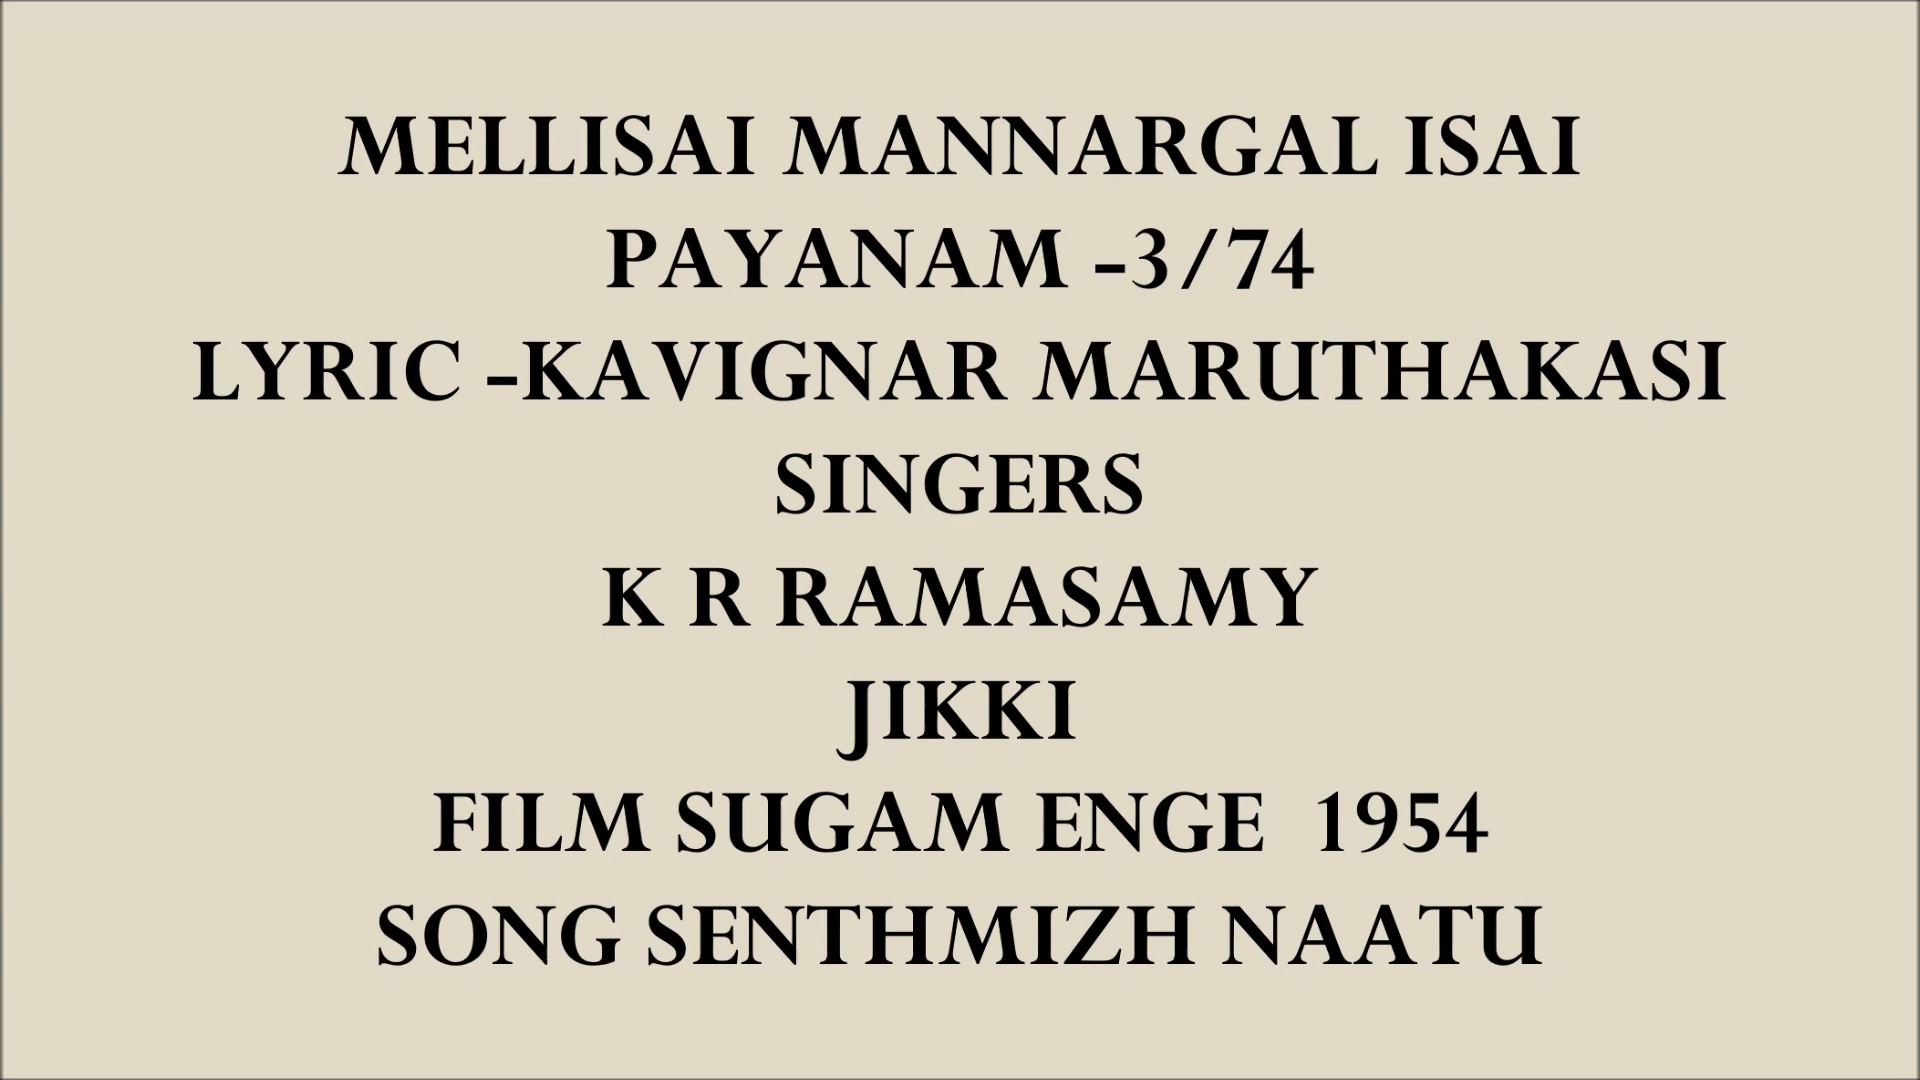 MELLISAI MANNARGAL ISAI
PAYANAM -3/74
LYRIC -KAVIGNAR MARUTHAKASI
SINGERS
K R RAMASAMY
JIKKI
FILM SUGAM ENGE  1954
SONG SENTHMIZH NAATU